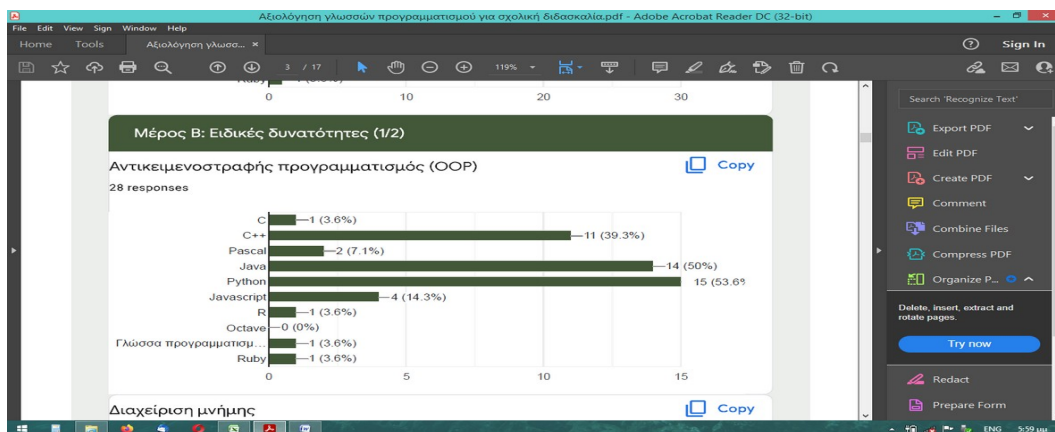 Αξιολόγηση γλωσσών προγραμματισμού για σχολική διδασκαλία.pdf - Adobe Acrobat Reader DC (32-bit)
File Edit View Sign Window Help
Home Tools Αξιολόγηση γλωσσ... × Sign In
3 / 17 119%
0 10 20 30
Μέρος Β: Ειδικές δυνατότητες (1/2)
Αντικειμενοστραφής προγραμματισμός (OOP) Copy
28 responses
C 1 (3.6%)
C++ 11 (39.3%)
Pascal 2 (7.1%)
Java 14 (50%)
Python 15 (53.6%
Javascript 4 (14.3%)
R 1 (3.6%)
Octave 0 (0%)
Γλώσσα προγραμματισμ... 1 (3.6%)
Ruby 1 (3.6%)
0 5 10 15
Διαχείριση μνήμης Copy
Search 'Recognize Text'
Export PDF
Edit PDF
Create PDF
Comment
Combine Files
Compress PDF
Organize P...
Delete, insert, extract and
rotate pages.
Try now
Redact
Prepare Form
ENG 5:59 μμ